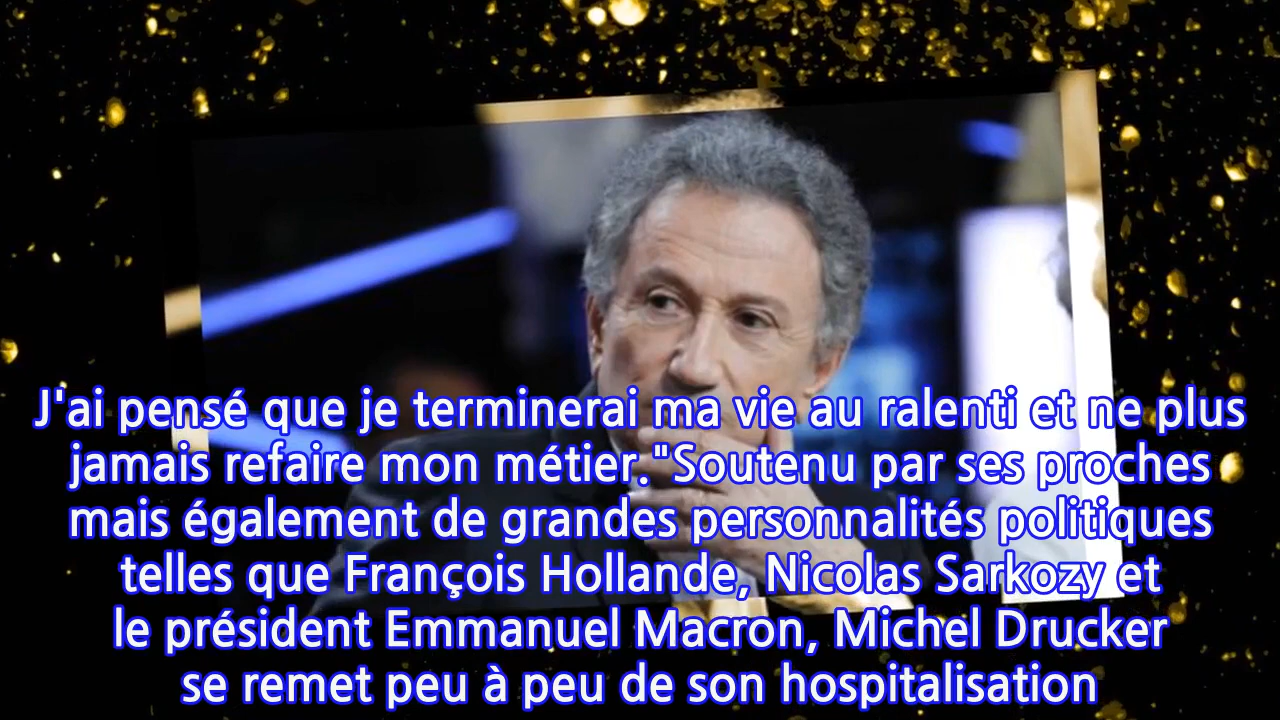 J'ai pensé que je terminerai ma vie au ralenti et ne plus
jamais refaire mon métier."Soutenu par ses proches
mais également de grandes personnalités politiques
telles que François Hollande, Nicolas Sarkozy et
le président Emmanuel Macron, Michel Drucker
se remet peu à peu de son hospitalisation